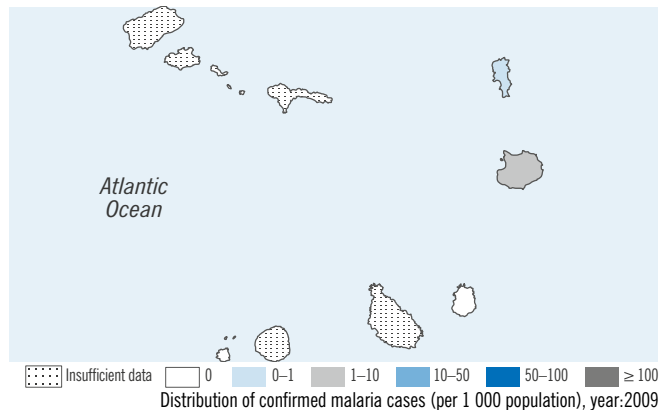 Atlantic
Ocean
Insufficient data 0 0–1 1–10 10–50 50–100 ≥ 100
Distribution of confirmed malaria cases (per 1 000 population), year:2009